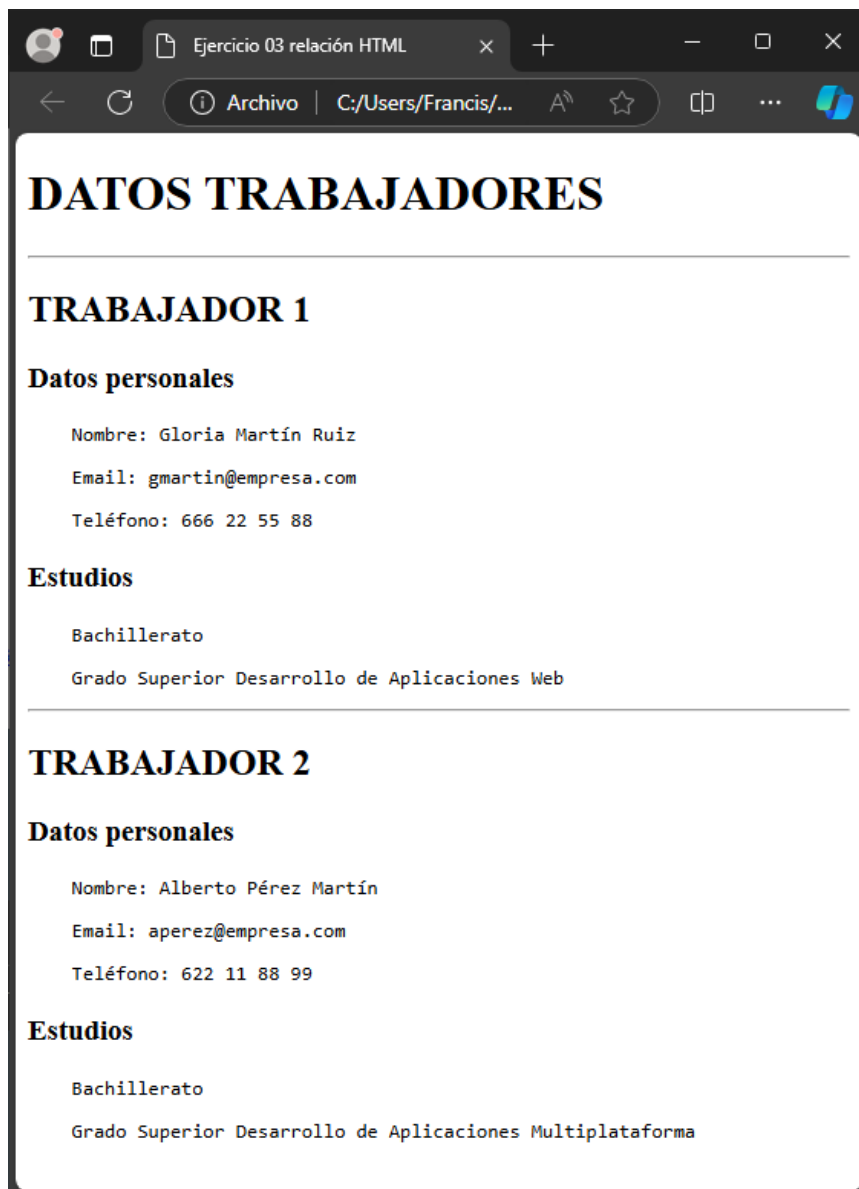 Ejercicio 03 relación HTML
Archivo | C:/Users/Francis/...
DATOS TRABAJADORES
TRABAJADOR 1
Datos personales
Nombre: Gloria Martín Ruiz
Email: gmartin@empresa.com
Teléfono: 666 22 55 88
Estudios
Bachillerato
Grado Superior Desarrollo de Aplicaciones Web
TRABAJADOR 2
Datos personales
Nombre: Alberto Pérez Martín
Email: aperez@empresa.com
Teléfono: 622 11 88 99
Estudios
Bachillerato
Grado Superior Desarrollo de Aplicaciones Multiplataforma